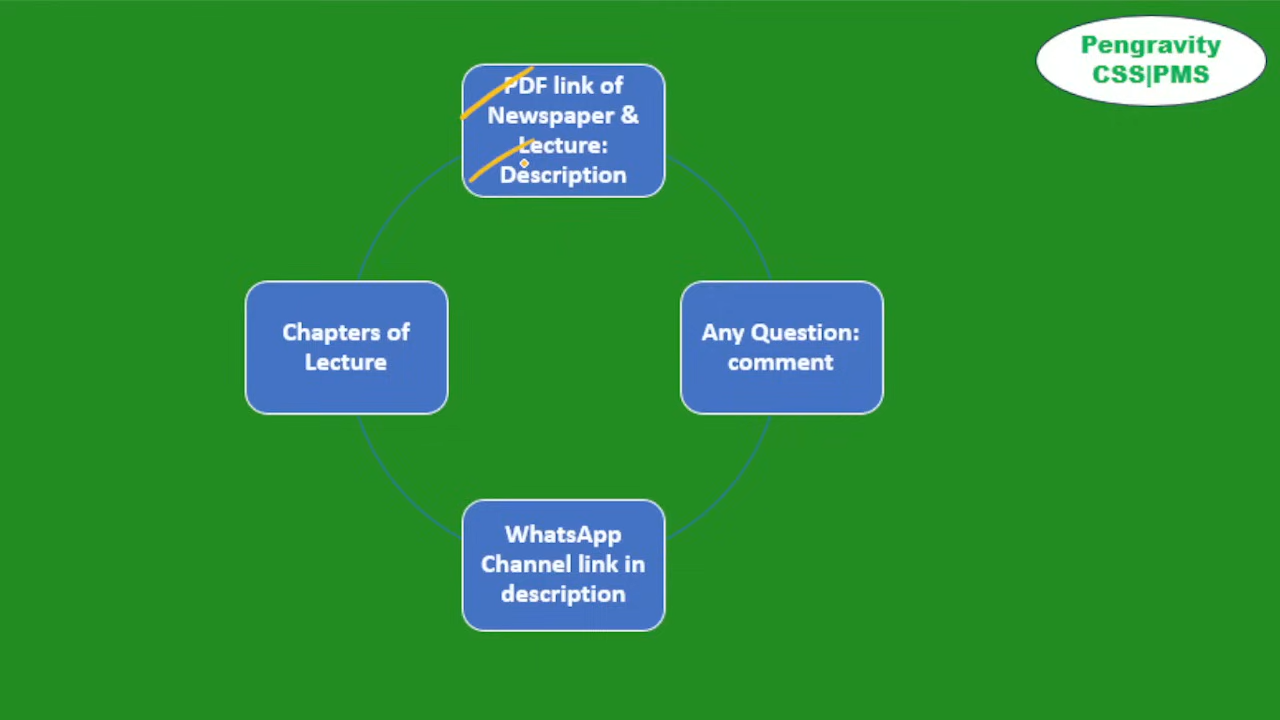 Pengravity
CSS|PMS
PDF link of
Newspaper &
Lecture:
Description
Chapters of
Lecture
Any Question:
comment
WhatsApp
Channel link in
description